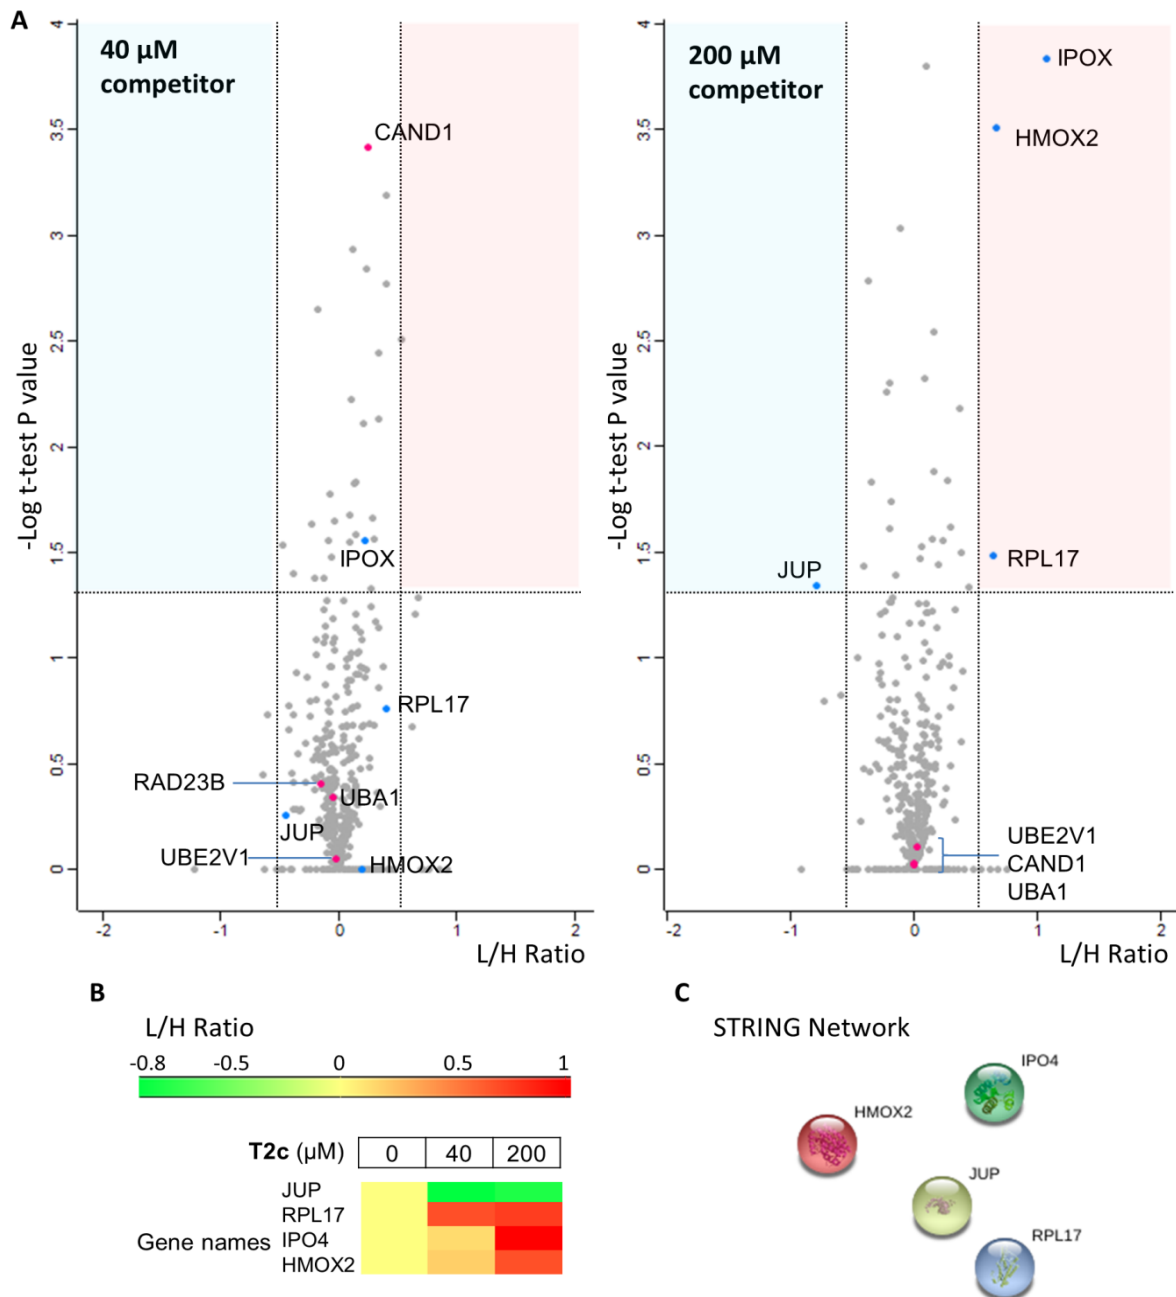 A
40 µM
competitor
CAND1
IPOX
RPL17
RAD23B
UBA1
JUP
UBE2V1
HMOX2
-Log t-test P value
4
3.5
3
2.5
2
1.5
1
0.5
0
-2
-1
0
1
2
L/H Ratio
200 µM
competitor
IPOX
HMOX2
RPL17
JUP
UBE2V1
CAND1
UBA1
-Log t-test P value
4
3.5
3
2.5
2
1.5
1
0.5
0
-2
-1
0
1
2
L/H Ratio
B
L/H Ratio
-0.8 -0.5 0 0.5 1
T2c (µM) 0 40 200
JUP
RPL17
Gene names IPO4
HMOX2
C
STRING Network
IPO4
HMOX2
JUP
RPL17